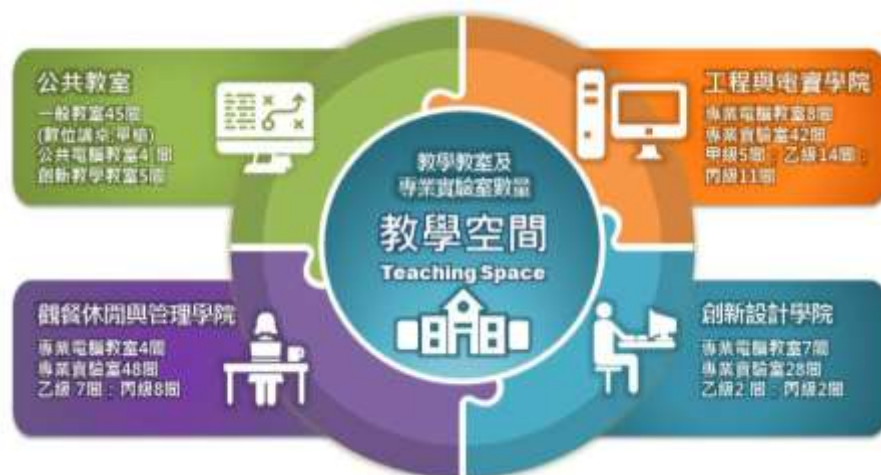 公共教室
一般教室45間
(數位講桌,單槍)
公共電腦教室4 間
創新教學教室5間
工程與電資學院
專業電腦教室8間
專業實驗室42間
甲級5間;乙級14間;
丙級11間
教學教室及
專業實驗室數量
教學空間
Teaching Space
觀餐休閒與管理學院
專業電腦教室4間
專業實驗室48間
乙級 7間;丙級8間
創新設計學院
專業電腦教室7間
專業實驗室28間
乙級2 間;丙級2間